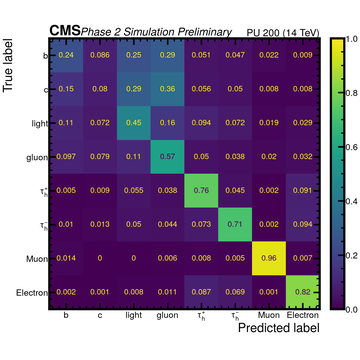 CMS Phase 2 Simulation Preliminary PU 200 (14 TeV)
True label
b 0.24 0.086 0.25 0.29 0.051 0.047 0.022 0.009
c 0.15 0.08 0.29 0.36 0.056 0.05 0.008 0.008
light 0.11 0.072 0.45 0.16 0.094 0.072 0.019 0.029
gluon 0.097 0.079 0.11 0.57 0.05 0.038 0.02 0.032
τh+ 0.005 0.009 0.055 0.038 0.76 0.045 0.002 0.091
τh- 0.01 0.013 0.05 0.044 0.073 0.71 0.002 0.094
Muon 0.014 0 0 0.006 0.008 0.005 0.96 0.007
Electron 0.002 0.001 0.008 0.011 0.087 0.069 0.001 0.82
b c light gluon τh+ τh- Muon Electron
Predicted label
1.0
0.8
0.6
0.4
0.2
0.0